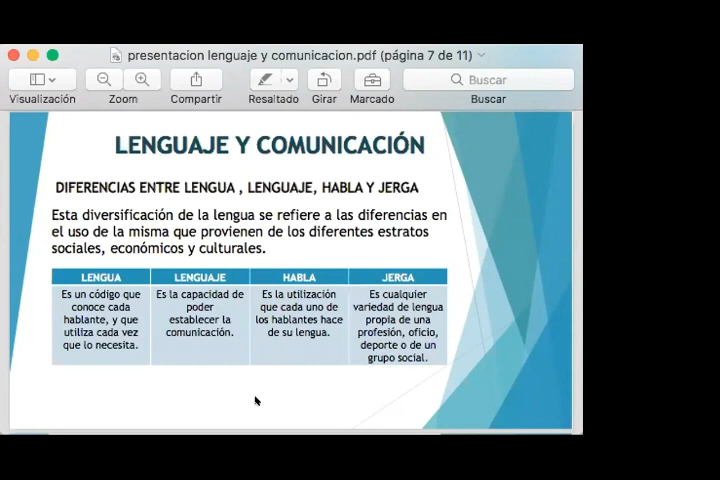 presentacion lenguaje y comunicacion.pdf (página 7 de 11)
Visualización Zoom Compartir Resaltado Girar Marcado Buscar
Buscar
LENGUAJE Y COMUNICACIÓN
DIFERENCIAS ENTRE LENGUA , LENGUAJE, HABLA Y JERGA
Esta diversificación de la lengua se refiere a las diferencias en
el uso de la misma que provienen de los diferentes estratos
sociales, económicos y culturales.
LENGUA
Es un código que
conoce cada
hablante, y que
utiliza cada vez
que lo necesita.
LENGUAJE
Es la capacidad de
poder
establecer la
comunicación.
HABLA
Es la utilización
que cada uno de
los hablantes hace
de su lengua.
JERGA
Es cualquier
variedad de lengua
propia de una
profesión, oficio,
deporte o de un
grupo social.